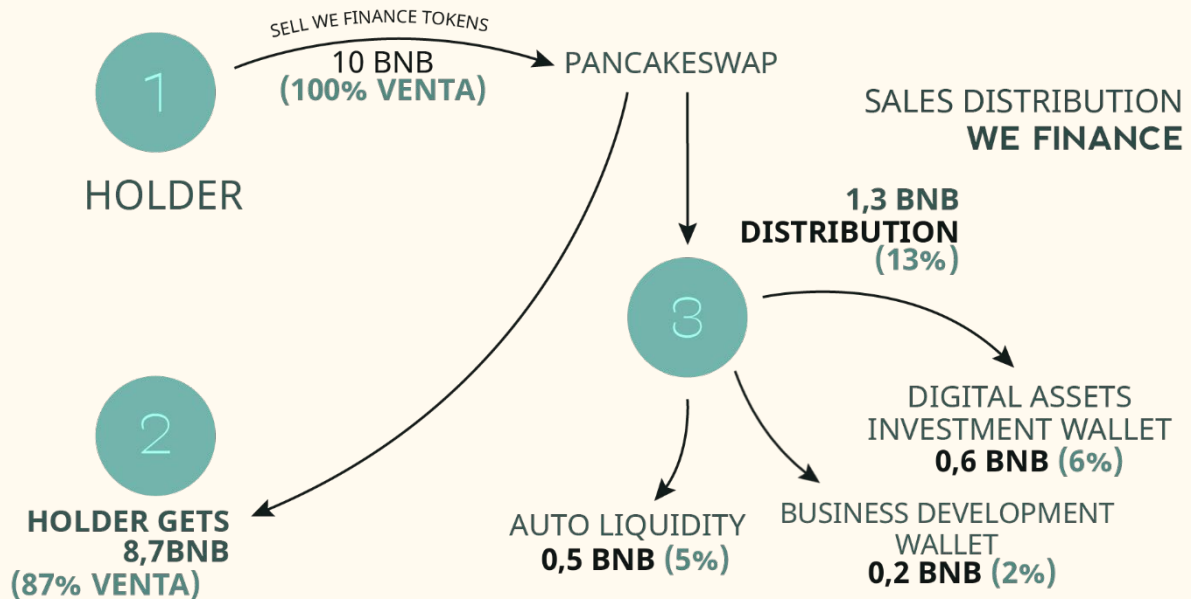 SELL WE FINANCE TOKENS
10 BNB
(100% VENTA)
PANCAKESWAP
1
HOLDER
SALES DISTRIBUTION
WE FINANCE
1,3 BNB
DISTRIBUTION
(13%)
3
2
HOLDER GETS
8,7BNB
(87% VENTA)
AUTO LIQUIDITY
0,5 BNB (5%)
BUSINESS DEVELOPMENT
WALLET
0,2 BNB (2%)
DIGITAL ASSETS
INVESTMENT WALLET
0,6 BNB (6%)